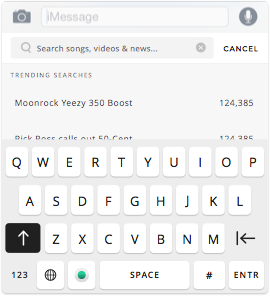 iMessage
Search songs, videos & news... CANCEL
TRENDING SEARCHES
Moonrock Yeezy 350 Boost 124,385
Rick Ross calls out 50-Cent 124,385
Q W E R T Y U I O P
A S D F G H J K L
Z X C V B N M
123 SPACE # ENTR